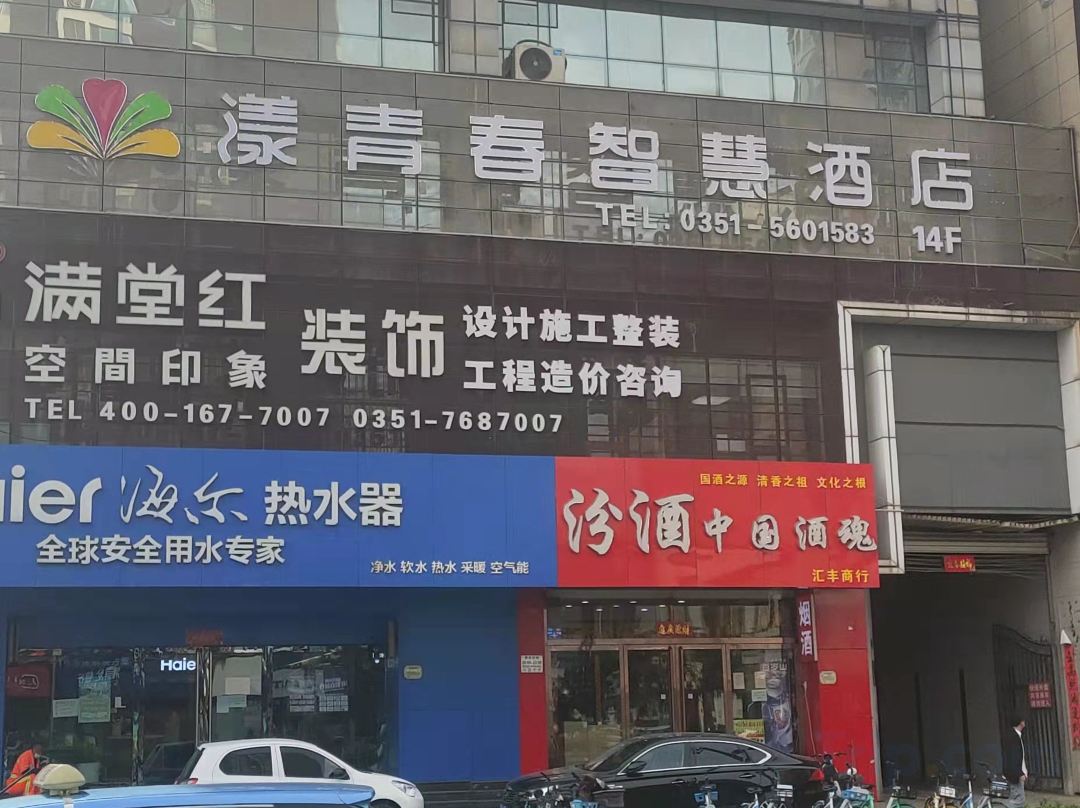 漾青春智慧酒店
TEL: 0351-5601583 14F
满堂红
空間印象
装饰
设计施工整装
工程造价咨询
TEL 400-167-7007 0351-7687007
aier 海尔 热水器
全球安全用水专家
净水 软水 热水 采暖 空气能
国酒之源 清香之祖 文化之根
汾酒中国酒魂
汇丰商行
烟酒
Haie